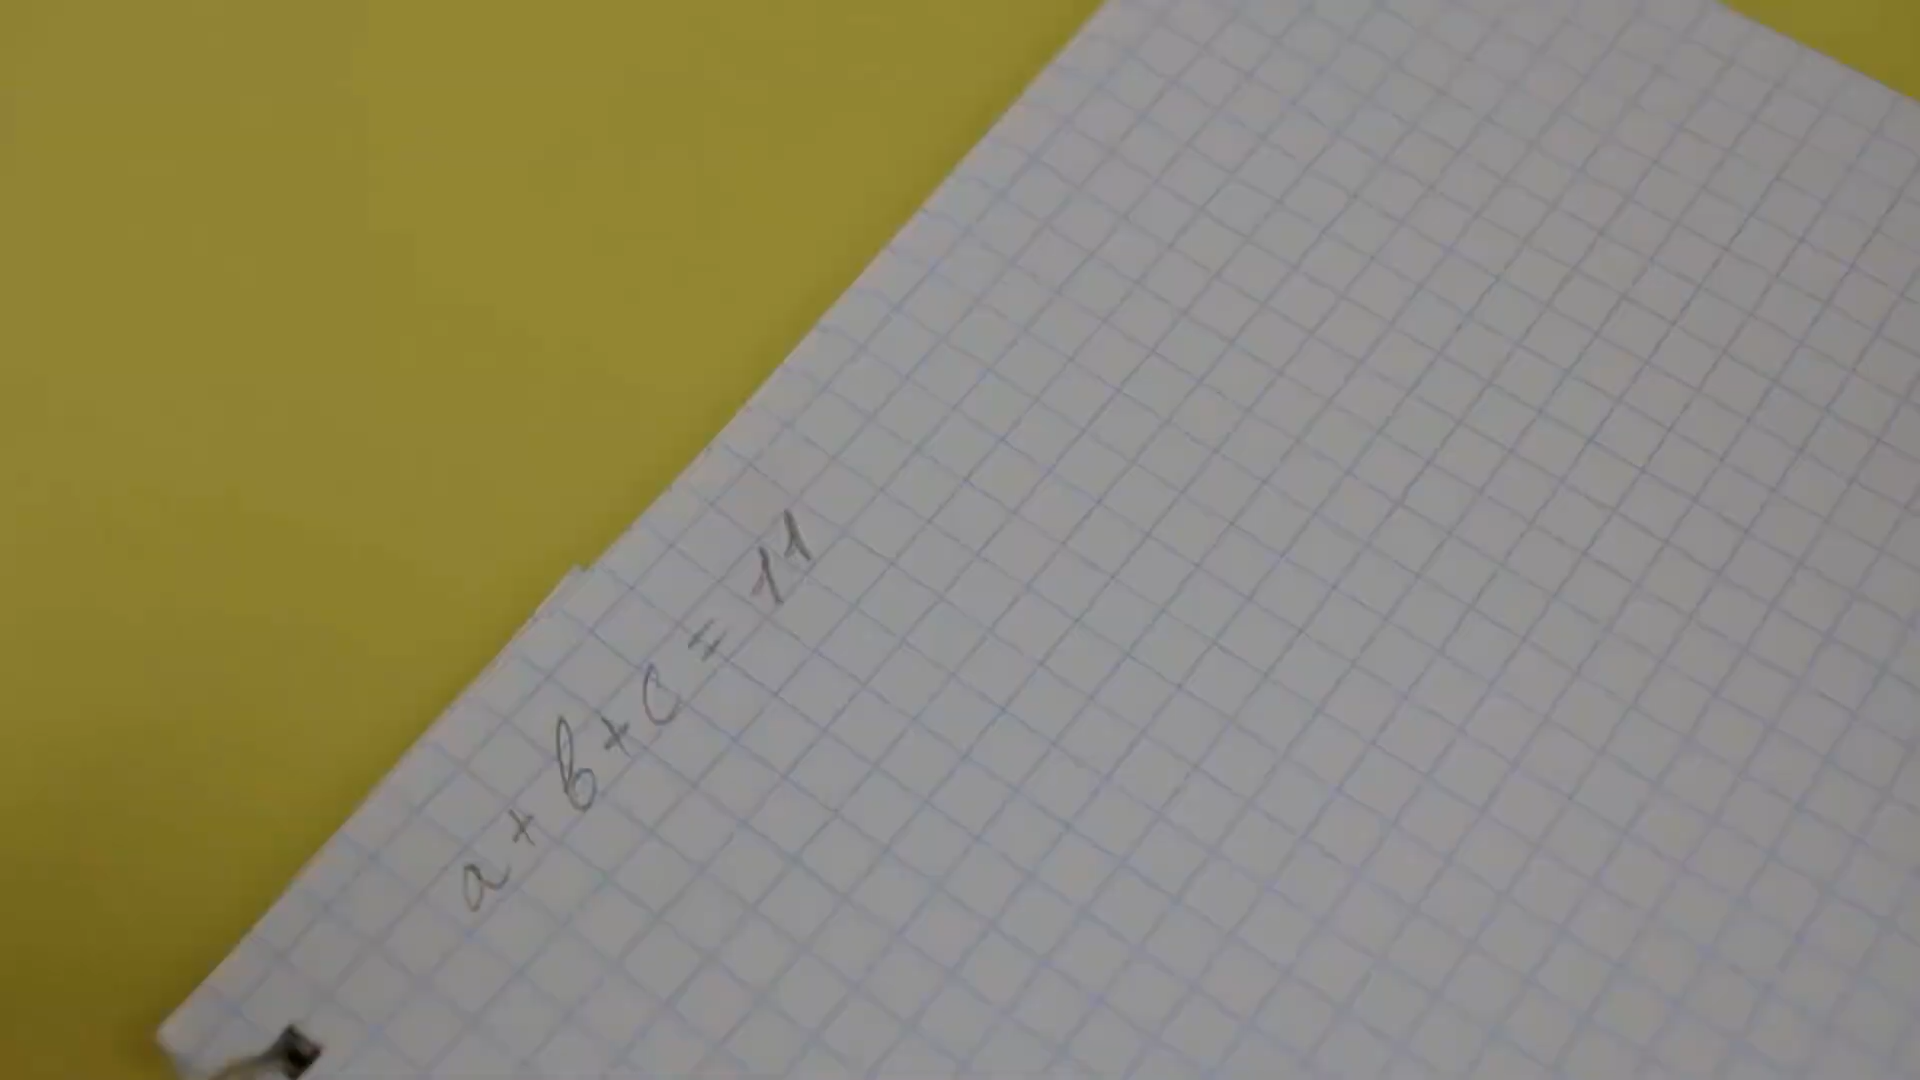 a + b + c = 11